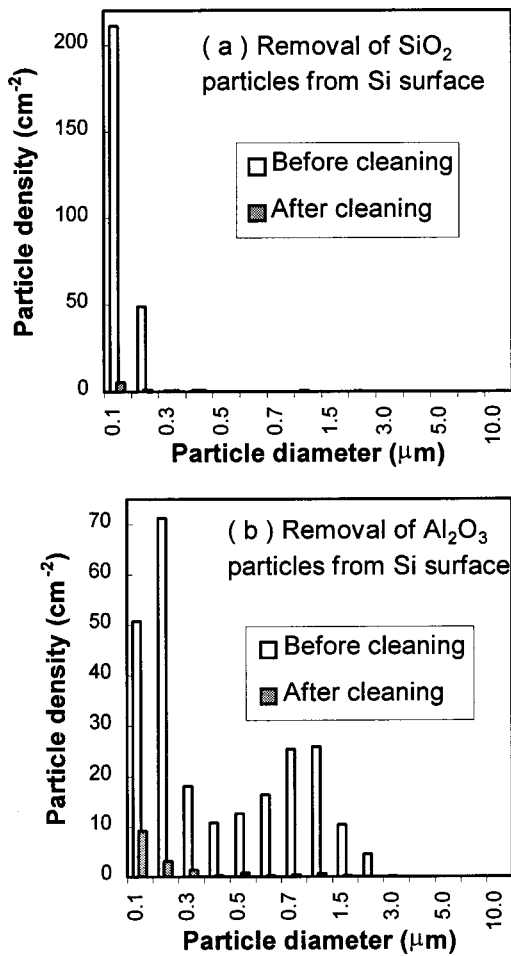 ( a ) Removal of SiO₂
particles from Si surface
Before cleaning
After cleaning
Particle density (cm⁻²)
200
150
100
50
0
0.1
0.3
0.5
0.7
1.5
3.0
5.0
10.0
Particle diameter (μm)
( b ) Removal of Al₂O₃
particles from Si surface
Before cleaning
After cleaning
Particle density (cm⁻²)
70
60
50
40
30
20
10
0
0.1
0.3
0.5
0.7
1.5
3.0
5.0
10.0
Particle diameter (μm)